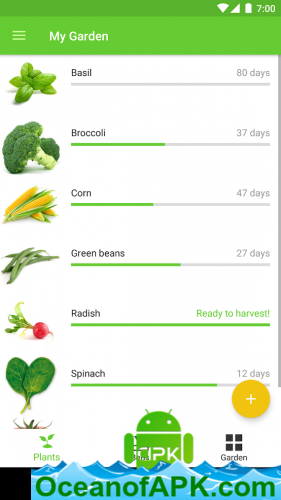 7:00
My Garden
Basil 80 days
Broccoli 37 days
Corn 47 days
Green beans 27 days
Radish Ready to harvest!
Spinach 12 days
+
Plants Garden
APK
OceanofAPK.com